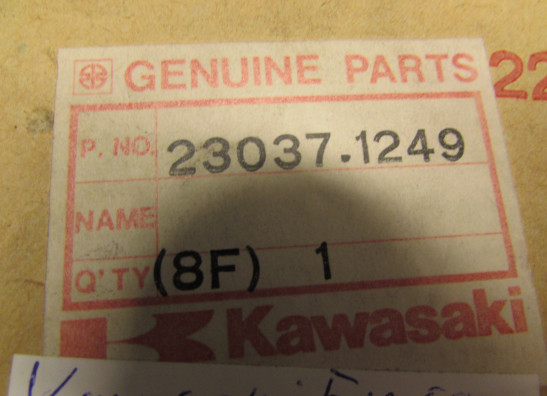 GENUINE PARTS
22
P. NO. 23037.1249
NAME
Q'TY (8F) 1
Kawasaki